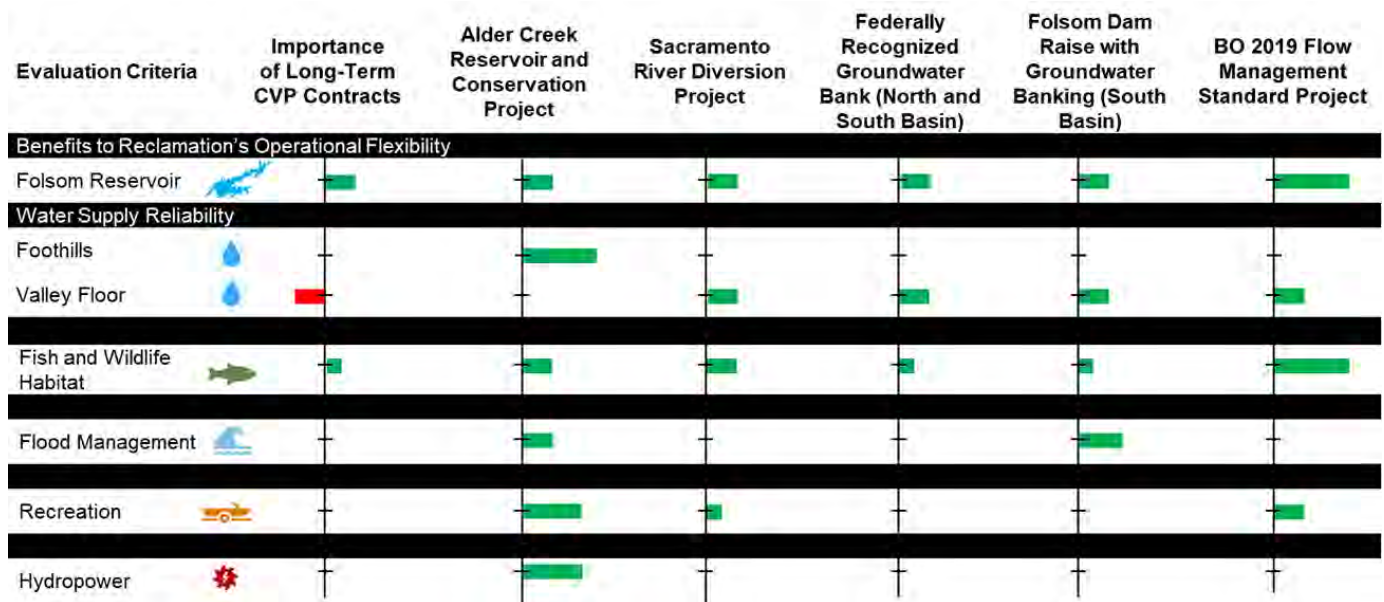 Evaluation Criteria
Importance
of Long-Term
CVP Contracts
Alder Creek
Reservoir and
Conservation
Project
Sacramento
River Diversion
Project
Federally
Recognized
Groundwater
Bank (North and
South Basin)
Folsom Dam
Raise with
Groundwater
Banking (South
Basin)
BO 2019 Flow
Management
Standard Project
Benefits to Reclamation's Operational Flexibility
Folsom Reservoir
Water Supply Reliability
Foothills
Valley Floor
Fish and Wildlife
Habitat
Flood Management
Recreation
Hydropower